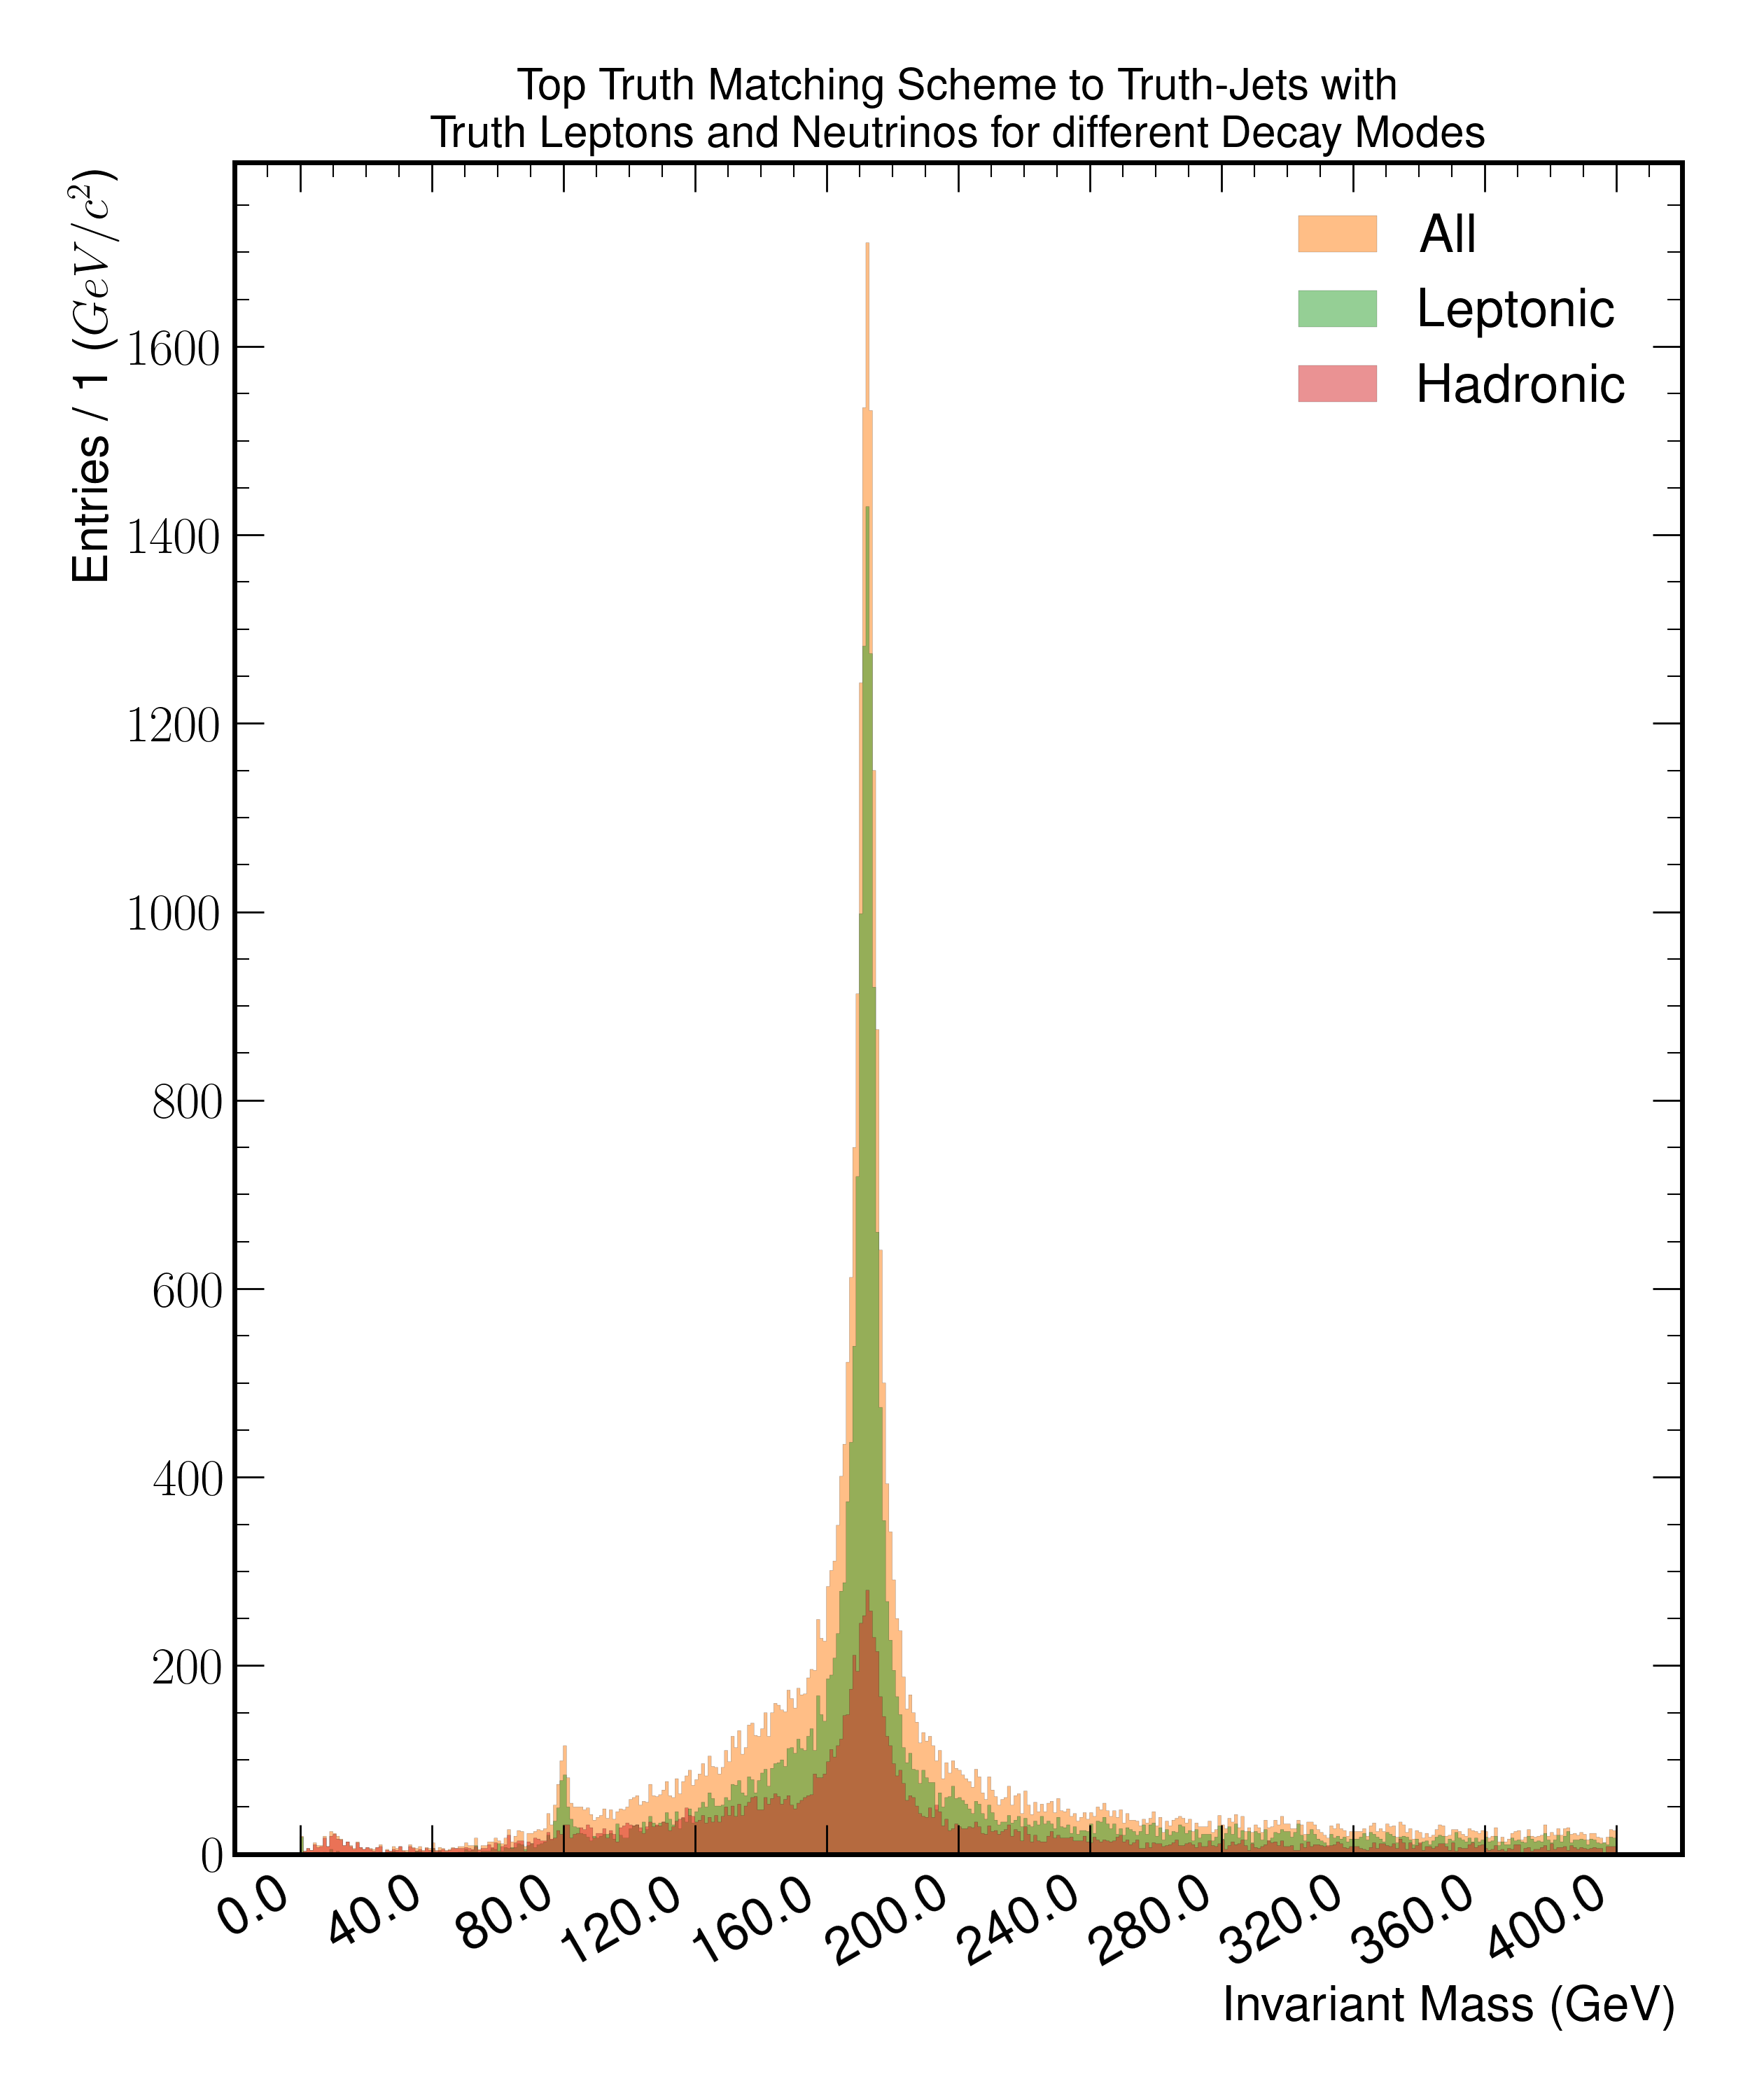 Top Truth Matching Scheme to Truth-Jets with
Truth Leptons and Neutrinos for different Decay Modes
Entries / 1 (GeV/c²)
All
Leptonic
Hadronic
1600
1400
1200
1000
800
600
400
200
0
0.0 40.0 80.0 120.0 160.0 200.0 240.0 280.0 320.0 360.0 400.0
Invariant Mass (GeV)